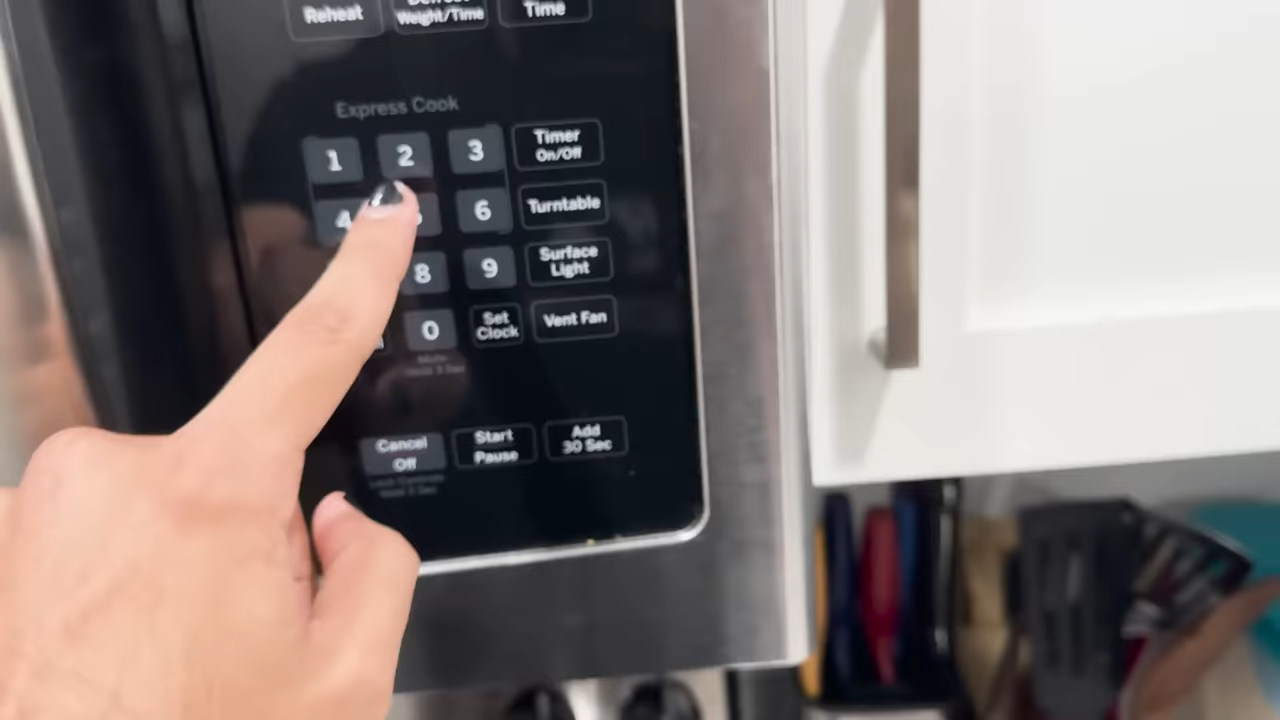 Reheat
Weight/Time
Time
Express Cook
1 2 3 Timer On/Off
4 6 Turntable
8 9 Surface Light
0 Set Clock Vent Fan
Cancel Off Start Pause Add 30 Sec